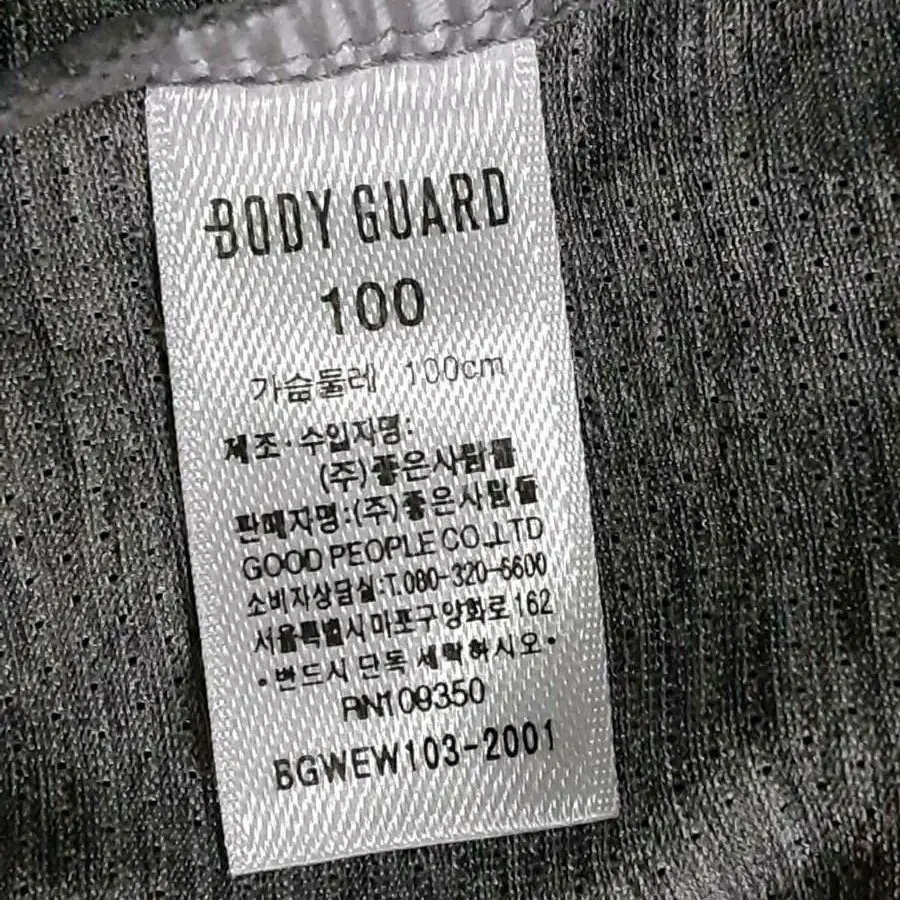 BODY GUARD
100
가슴둘레 100cm
제조·수입자명:
(주)좋은사람들
판매자명:(주)좋은사람들
GOOD PEOPLE CO.,LTD
소비자상담실:T.080-320-6600
서울특별시마포구양화로162
•반드시 단독 세탁하시오•
RN109350
BGWEW103-2001